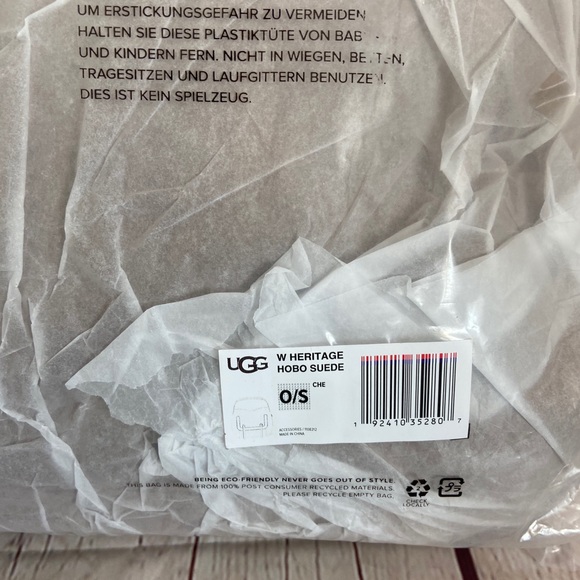 UM ERSTICKUNGSGEFAHR ZU VERMEIDEN
HALTEN SIE DIESE PLASTIKTÜTE VON
UND KINDERN FERN. NICHT IN WIEGEN,
TRAGESITZEN UND LAUFGITTERN BENUTZEN.
DIES IST KEIN SPIELZEUG.
UGG
W HERITAGE
HOBO SUEDE
O/S CHE
MADE IN CHINA
1 92410 35280 7
BEING ECO-FRIENDLY NEVER GOES OUT OF STYLE
THIS BAG IS MADE FROM 100% POST CONSUMER RECYCLED MATERIALS.
PLEASE RECYCLE EMPTY BAG.
CHECK
LOCALLY
プラ